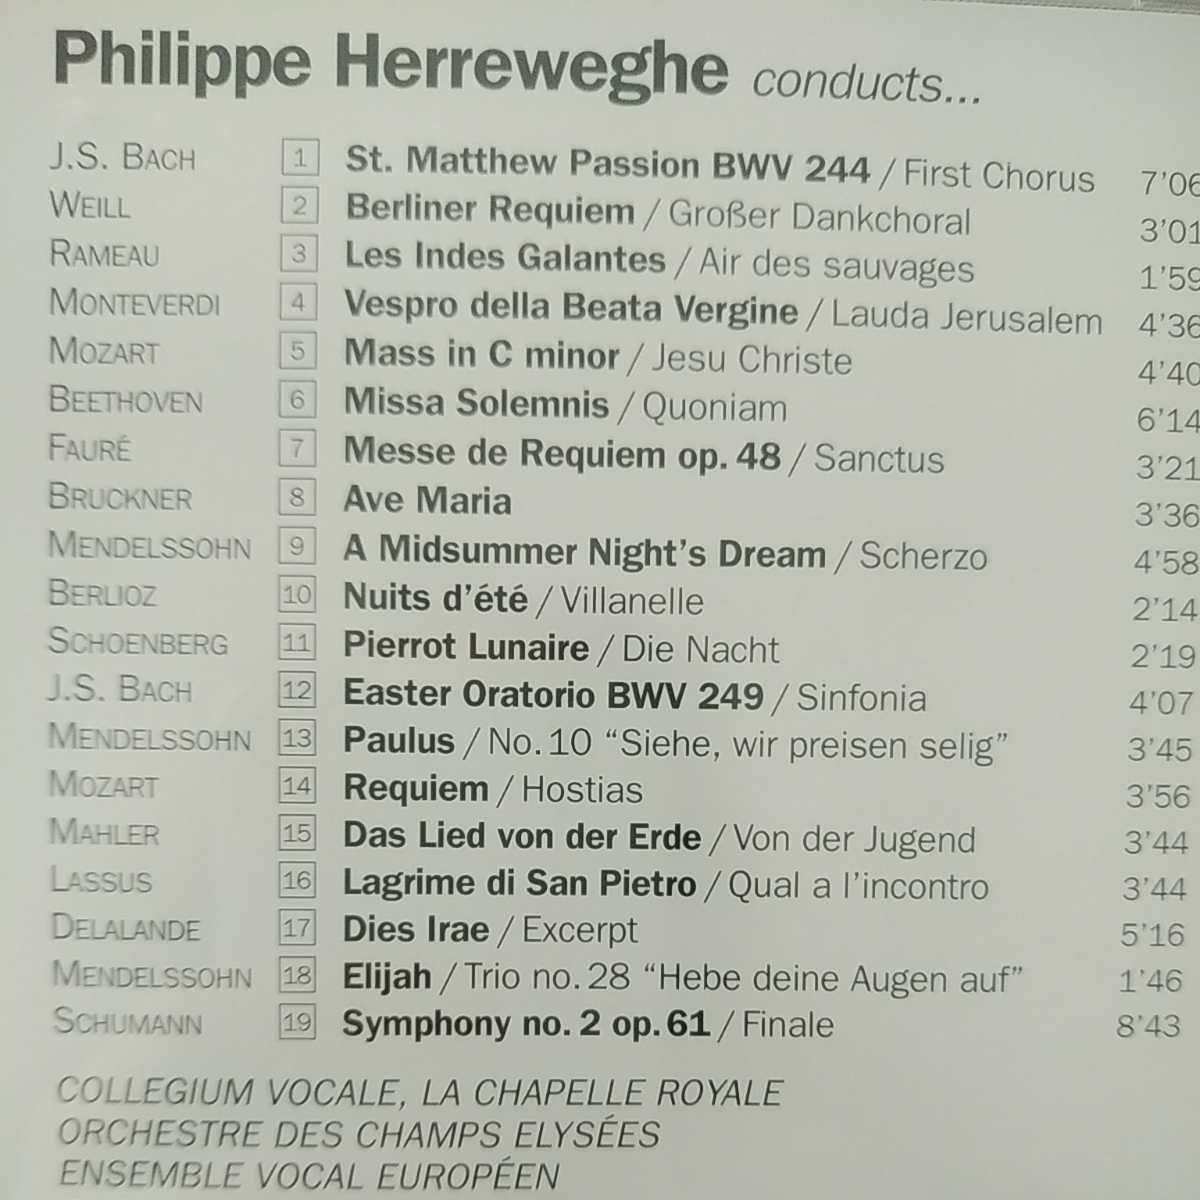 Philippe Herreweghe conducts...
J.S. BACH 1 St. Matthew Passion BWV 244 / First Chorus 7'06
WEILL 2 Berliner Requiem / Großer Dankchoral 3'01
RAMEAU 3 Les Indes Galantes / Air des sauvages 1'59
MONTEVERDI 4 Vespro della Beata Vergine / Lauda Jerusalem 4'36
MOZART 5 Mass in C minor / Jesu Christe 4'40
BEETHOVEN 6 Missa Solemnis / Quoniam 6'14
FAURÉ 7 Messe de Requiem op. 48 / Sanctus 3'21
BRUCKNER 8 Ave Maria 3'36
MENDELSSOHN 9 A Midsummer Night's Dream / Scherzo 4'58
BERLIOZ 10 Nuits d'été / Villanelle 2'14
SCHOENBERG 11 Pierrot Lunaire / Die Nacht 2'19
J.S. BACH 12 Easter Oratorio BWV 249 / Sinfonia 4'07
MENDELSSOHN 13 Paulus / No. 10 "Siehe, wir preisen selig" 3'45
MOZART 14 Requiem / Hostias 3'56
MAHLER 15 Das Lied von der Erde / Von der Jugend 3'44
LASSUS 16 Lagrime di San Pietro / Qual a l'incontro 3'44
DELALANDE 17 Dies Irae / Excerpt 5'16
MENDELSSOHN 18 Elijah / Trio no. 28 "Hebe deine Augen auf" 1'46
SCHUMANN 19 Symphony no. 2 op. 61 / Finale 8'43
COLLEGIUM VOCALE, LA CHAPELLE ROYALE
ORCHESTRE DES CHAMPS ELYSÉES
ENSEMBLE VOCAL EUROPÉEN